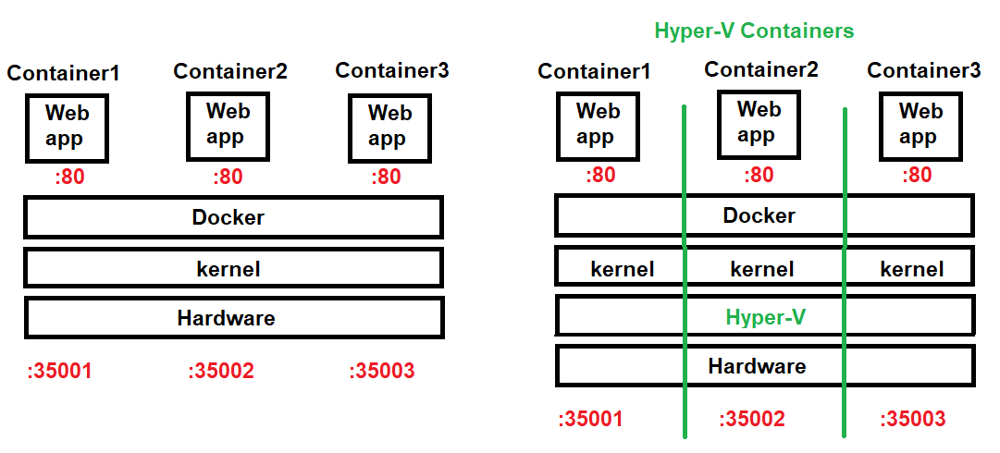 Hyper-V Containers
Container1 Container2 Container3
Web app Web app Web app
:80 :80 :80
Docker
kernel
Hardware
:35001 :35002 :35003
Container1 Container2 Container3
Web app Web app Web app
:80 :80 :80
Docker
kernel kernel kernel
Hyper-V
Hardware
:35001 :35002 :35003